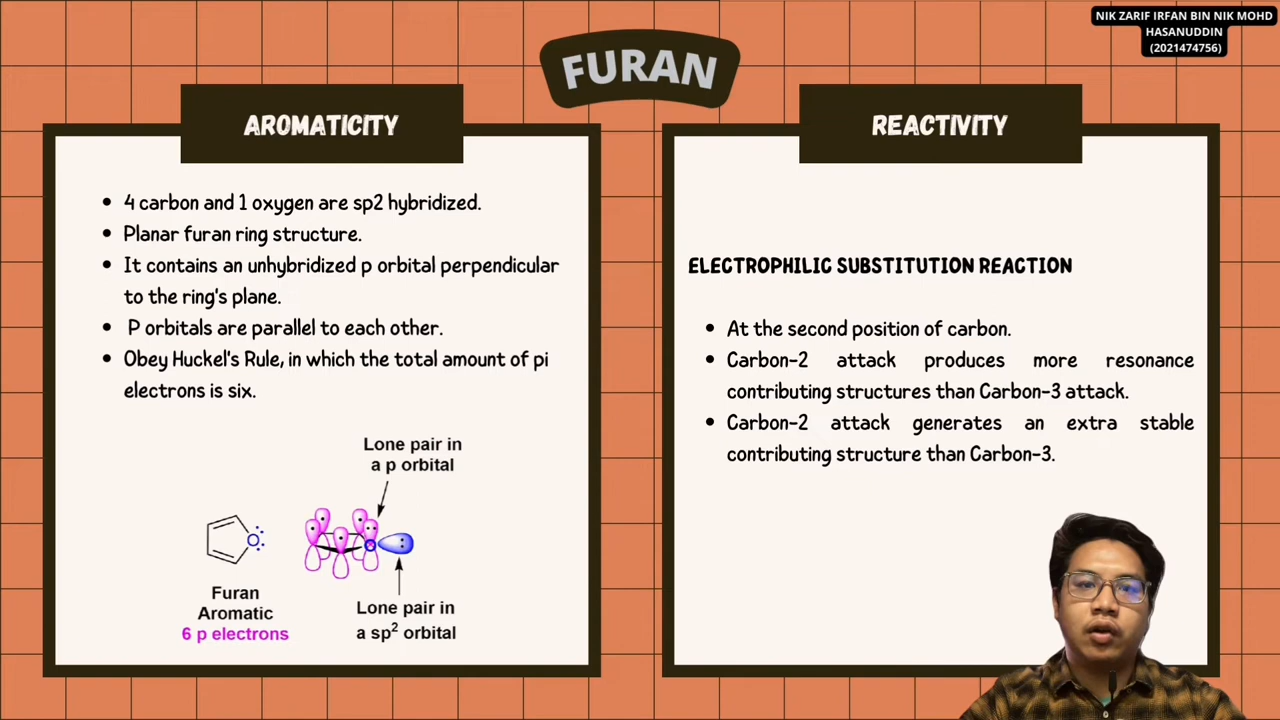 NIK ZARIF IRFAN BIN NIK MOHD
HASANUDDIN
(2021474756)
FURAN
AROMATICITY
• 4 carbon and 1 oxygen are sp2 hybridized.
• Planar furan ring structure.
• It contains an unhybridized p orbital perpendicular
to the ring's plane.
• P orbitals are parallel to each other.
• Obey Huckel's Rule, in which the total amount of pi
electrons is six.
Lone pair in
a p orbital
O
O
Furan
Aromatic
6 p electrons
Lone pair in
a sp² orbital
REACTIVITY
ELECTROPHILIC SUBSTITUTION REACTION
• At the second position of carbon.
• Carbon-2 attack produces more resonance
contributing structures than Carbon-3 attack.
• Carbon-2 attack generates an extra stable
contributing structure than Carbon-3.